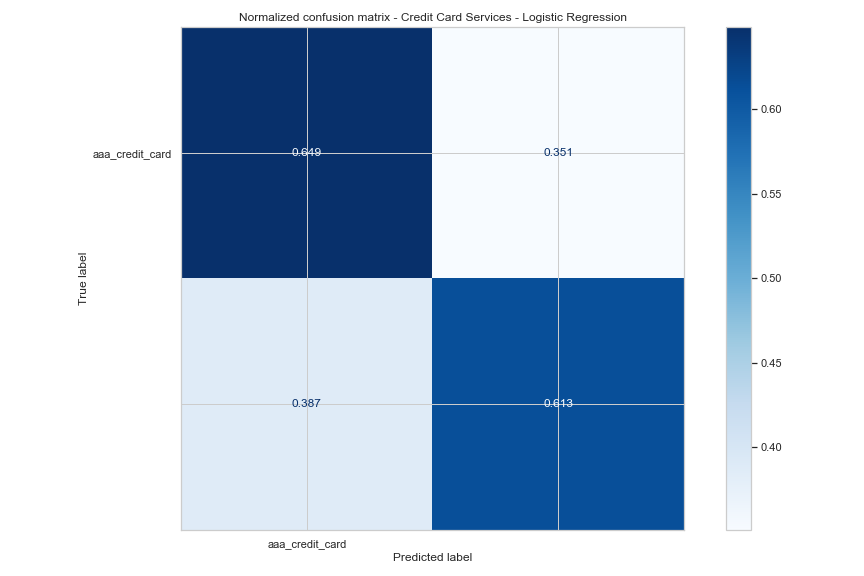 Normalized confusion matrix - Credit Card Services - Logistic Regression
0.60
aaa_credit_card
0.649
0.351
0.55
True label
0.50
0.45
0.387
0.613
0.40
aaa_credit_card
Predicted label